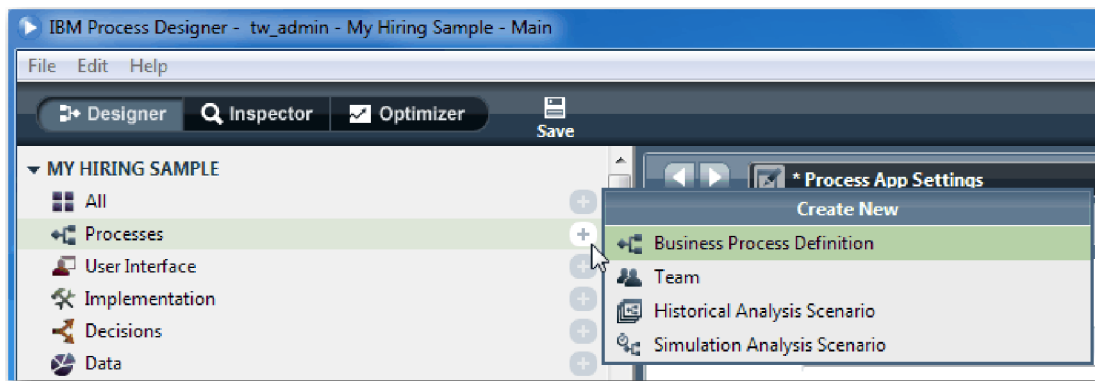 IBM Process Designer - tw_admin - My Hiring Sample - Main
File Edit Help
Designer Inspector Optimizer Save
MY HIRING SAMPLE
* Process App Settings
All
Create New
Processes
Business Process Definition
User Interface
Team
Implementation
Historical Analysis Scenario
Decisions
Simulation Analysis Scenario
Data